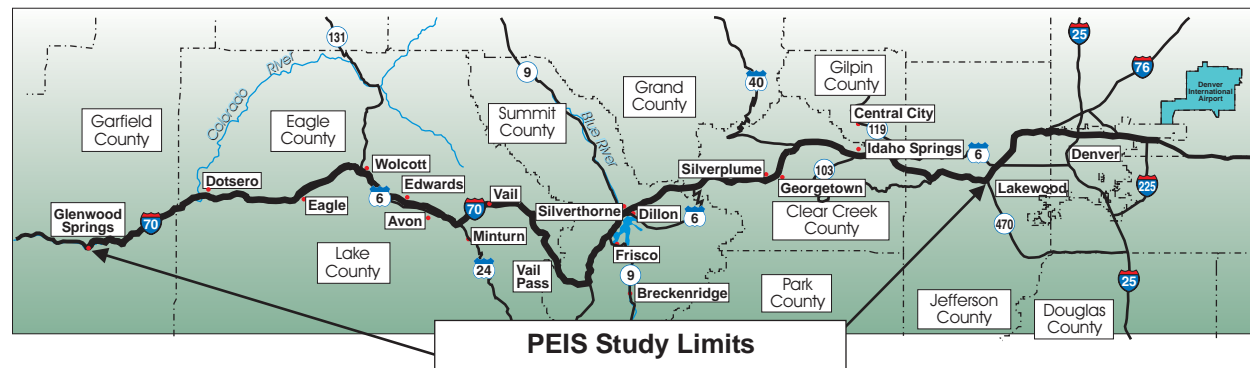 131
9
40
25
76
Denver
International
Airport
Garfield
County
Colorado
River
Eagle
County
Summit
County
Blue River
Grand
County
Gilpin
County
Central City
119
Idaho Springs
6
Denver
225
Wolcott
Dotsero
6
Edwards
Vail
Silverplume
103
Georgetown
Lakewood
Glenwood
Springs
70
Eagle
Avon
70
Silverthorne
Dillon
6
Clear Creek
County
470
Minturn
Lake
County
24
Vail
Pass
Frisco
9
Breckenridge
Park
County
Jefferson
County
Douglas
County
25
PEIS Study Limits